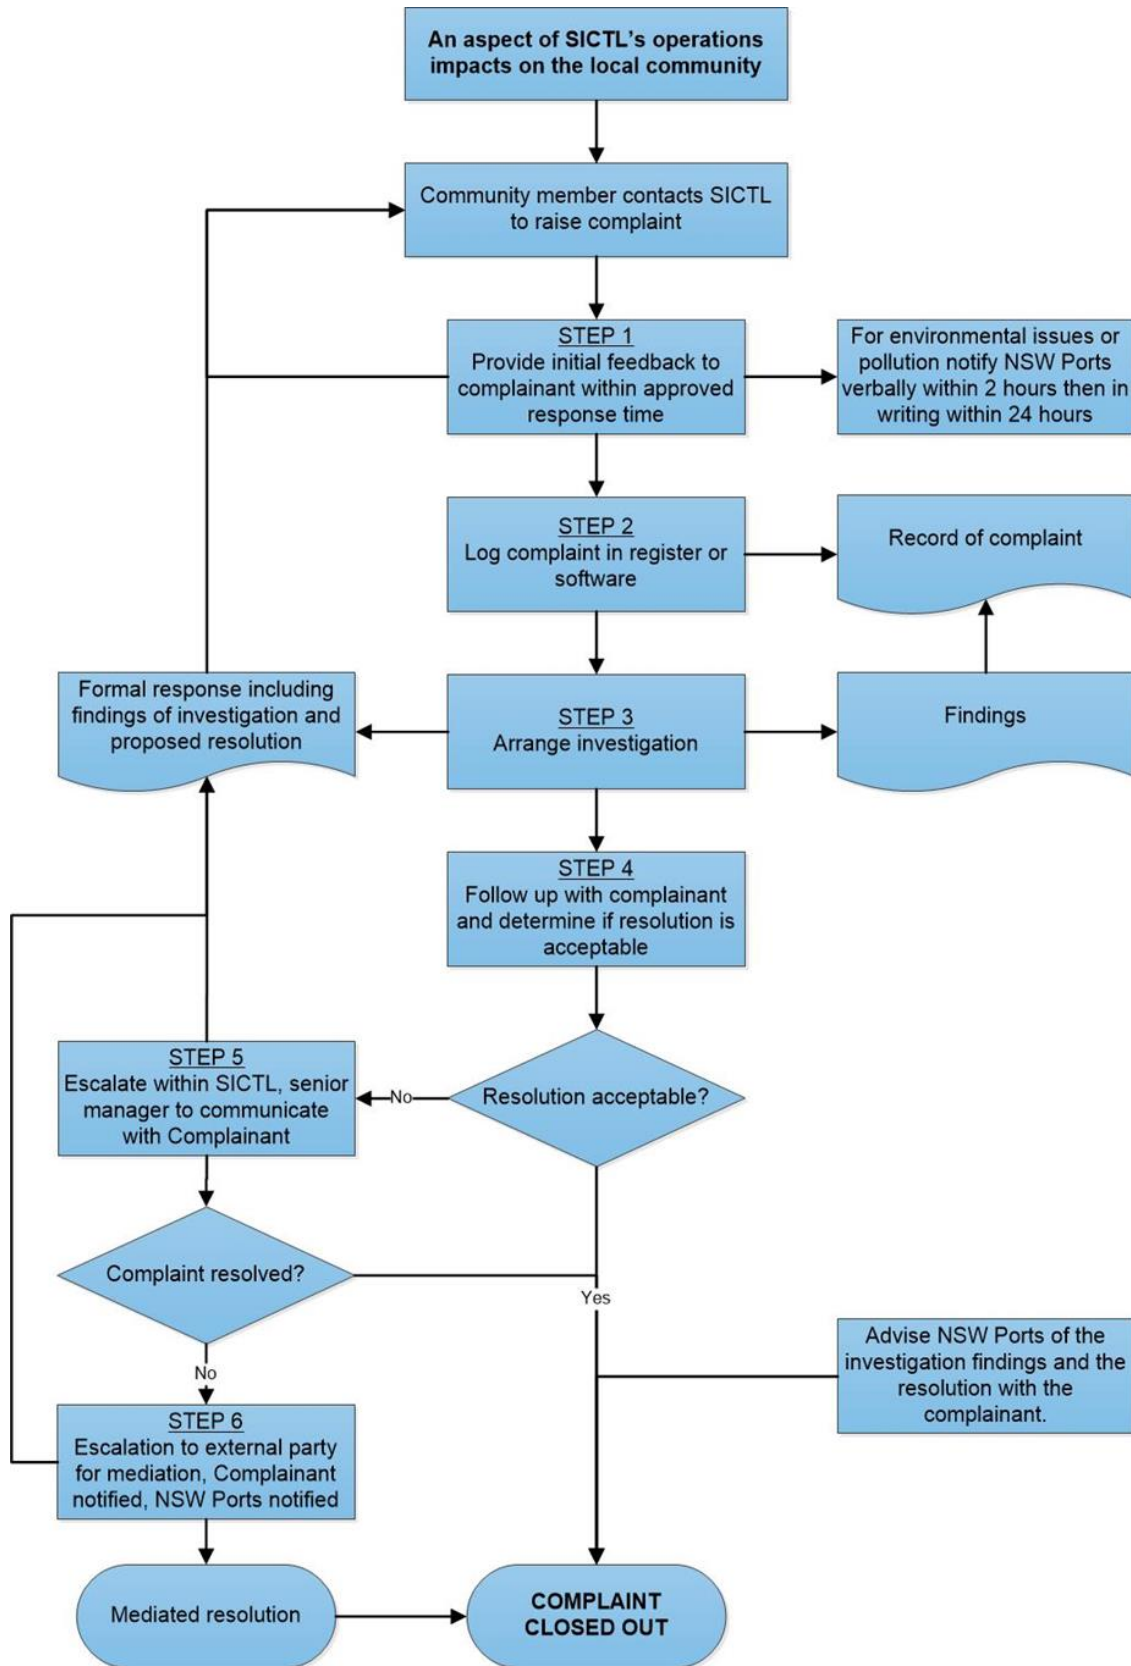 An aspect of SICTL's operations
impacts on the local community
Community member contacts SICTL
to raise complaint
STEP 1
Provide initial feedback to
complainant within approved
response time
For environmental issues or
pollution notify NSW Ports
verbally within 2 hours then in
writing within 24 hours
STEP 2
Log complaint in register or
software
Record of complaint
Formal response including
findings of investigation and
proposed resolution
STEP 3
Arrange investigation
Findings
STEP 4
Follow up with complainant
and determine if resolution is
acceptable
STEP 5
Escalate within SICTL, senior
manager to communicate
with Complainant
No
Resolution acceptable?
Complaint resolved?
Yes
No
Advise NSW Ports of the
investigation findings and the
resolution with the
complainant.
STEP 6
Escalation to external party
for mediation, Complainant
notified, NSW Ports notified
Mediated resolution
COMPLAINT
CLOSED OUT